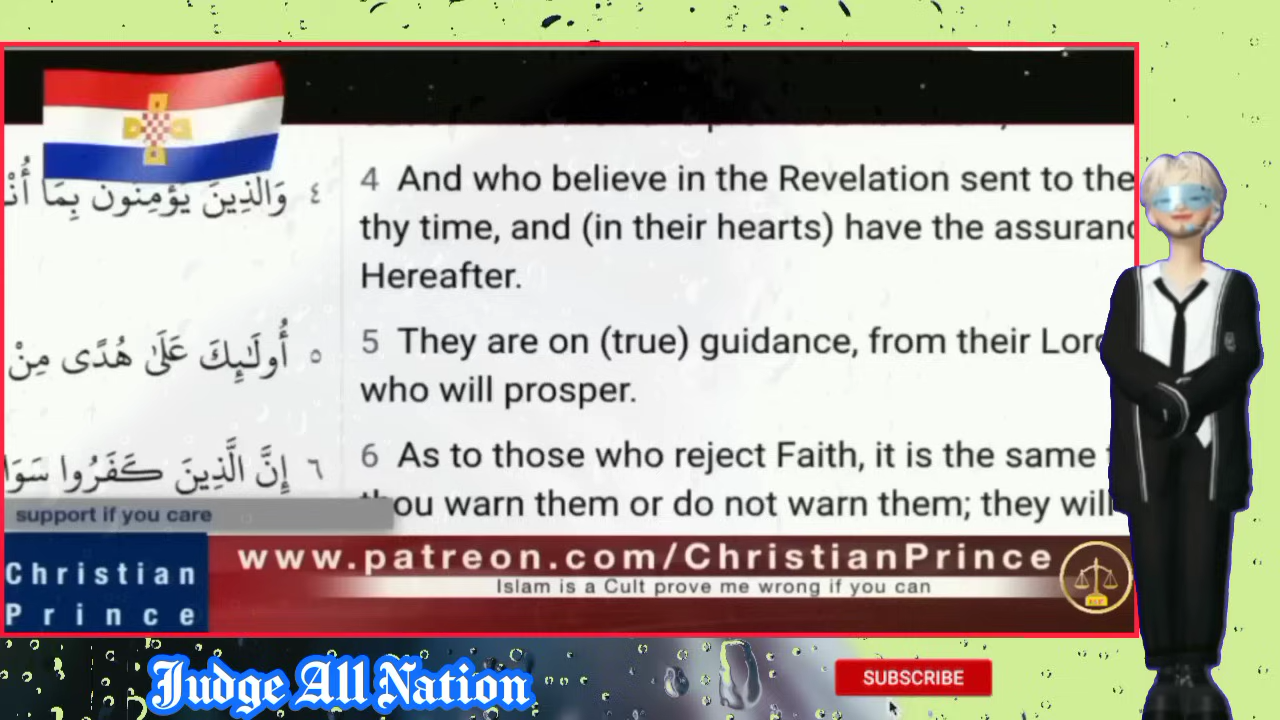 ٤ وَالَّذِينَ يُؤْمِنُونَ بِمَا
4 And who believe in the Revelation sent to the
thy time, and (in their hearts) have the
Hereafter.
٥ أُولَٰئِكَ عَلَىٰ هُدًى مِنْ
5 They are on (true) guidance, from their
who will prosper.
٦ إِنَّ الَّذِينَ كَفَرُوا
6 As to those who reject Faith, it is the same
thou warn them or do not warn them; they will
support if you care
Christian
Prince
www.patreon.com/ChristianPrince
Islam is a Cult prove me wrong if you can
Judge All Nation
SUBSCRIBE